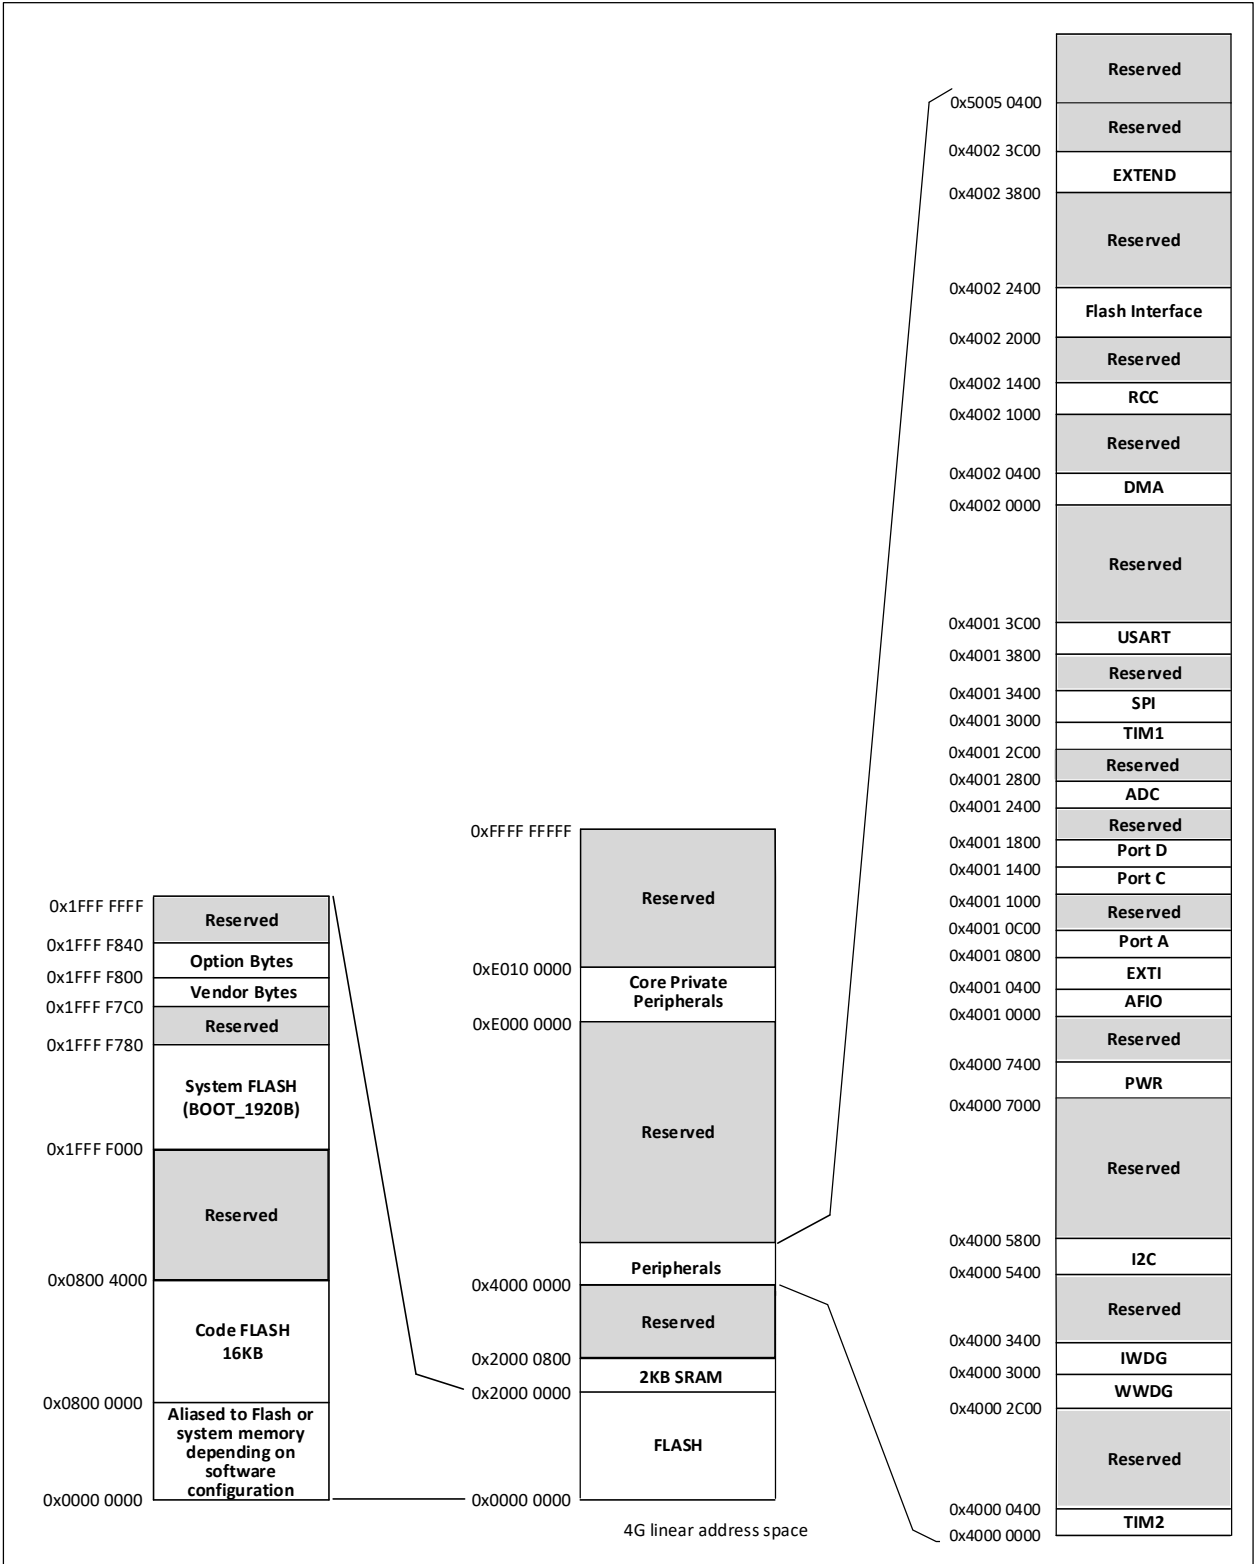 0x1FFF FFFF
Reserved
0x1FFF F840
Option Bytes
0x1FFF F800
Vendor Bytes
0x1FFF F7C0
Reserved
0x1FFF F780
System FLASH
(BOOT_1920B)
0x1FFF F000
Reserved
0x0800 4000
Code FLASH
16KB
0x0800 0000
Aliased to Flash or
system memory
depending on
software
configuration
0x0000 0000
0xFFFF FFFFF
Reserved
0xE010 0000
Core Private
Peripherals
0xE000 0000
Reserved
Peripherals
0x4000 0000
Reserved
0x2000 0800
2KB SRAM
0x2000 0000
FLASH
0x0000 0000
4G linear address space
Reserved
0x5005 0400
Reserved
0x4002 3C00
EXTEND
0x4002 3800
Reserved
0x4002 2400
Flash Interface
0x4002 2000
Reserved
0x4002 1400
RCC
0x4002 1000
Reserved
0x4002 0400
DMA
0x4002 0000
Reserved
0x4001 3C00
USART
0x4001 3800
Reserved
0x4001 3400
SPI
0x4001 3000
TIM1
0x4001 2C00
Reserved
0x4001 2800
ADC
0x4001 2400
Reserved
0x4001 1800
Port D
0x4001 1400
Port C
0x4001 1000
Reserved
0x4001 0C00
Port A
0x4001 0800
EXTI
0x4001 0400
AFIO
0x4001 0000
Reserved
0x4000 7400
PWR
0x4000 7000
Reserved
0x4000 5800
I2C
0x4000 5400
Reserved
0x4000 3400
IWDG
0x4000 3000
WWDG
0x4000 2C00
Reserved
0x4000 0400
TIM2
0x4000 0000